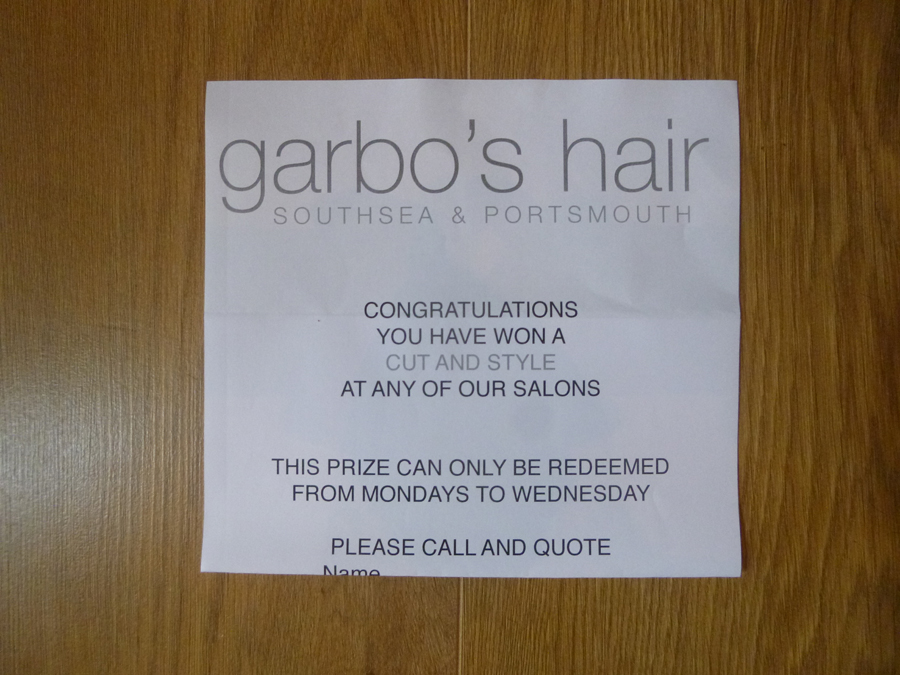 garbo's hair
SOUTHSEA & PORTSMOUTH
CONGRATULATIONS
YOU HAVE WON A
CUT AND STYLE
AT ANY OF OUR SALONS
THIS PRIZE CAN ONLY BE REDEEMED
FROM MONDAYS TO WEDNESDAY
PLEASE CALL AND QUOTE
Name